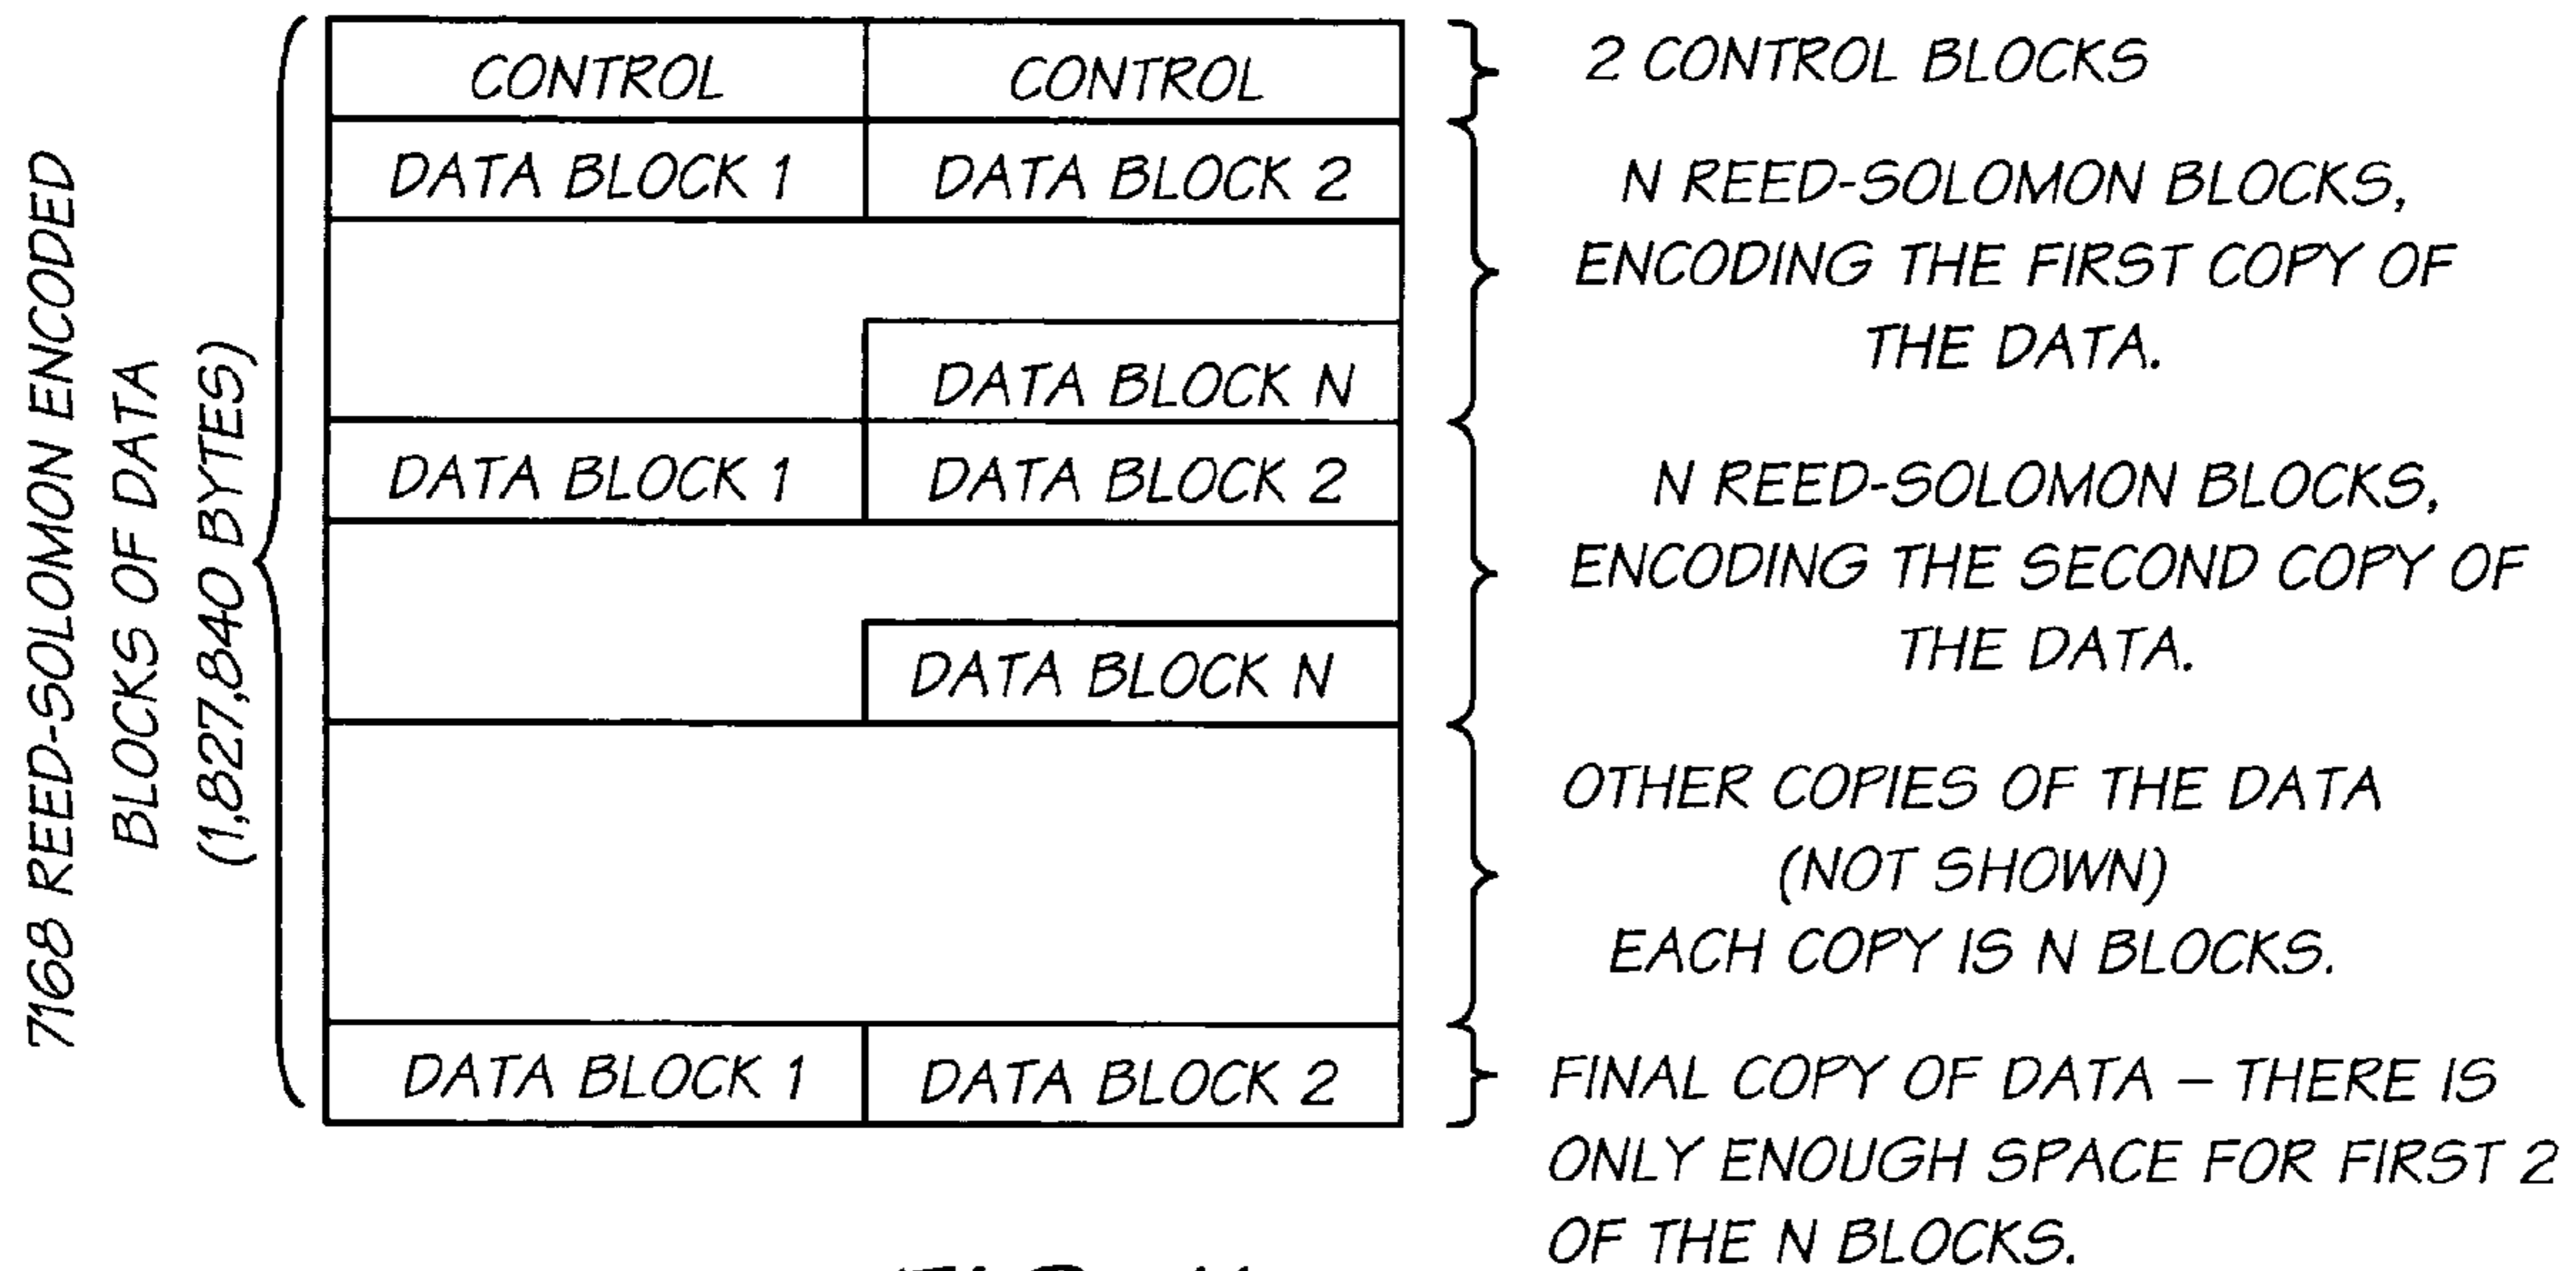 7168 REED-SOLOMON ENCODED
BLOCKS OF DATA
(1,827,840 BYTES)
CONTROL CONTROL
2 CONTROL BLOCKS
DATA BLOCK 1 DATA BLOCK 2
DATA BLOCK N
N REED-SOLOMON BLOCKS,
ENCODING THE FIRST COPY OF
THE DATA.
DATA BLOCK 1 DATA BLOCK 2
DATA BLOCK N
N REED-SOLOMON BLOCKS,
ENCODING THE SECOND COPY OF
THE DATA.
OTHER COPIES OF THE DATA
(NOT SHOWN)
EACH COPY IS N BLOCKS.
DATA BLOCK 1 DATA BLOCK 2
FINAL COPY OF DATA – THERE IS
ONLY ENOUGH SPACE FOR FIRST 2
OF THE N BLOCKS.